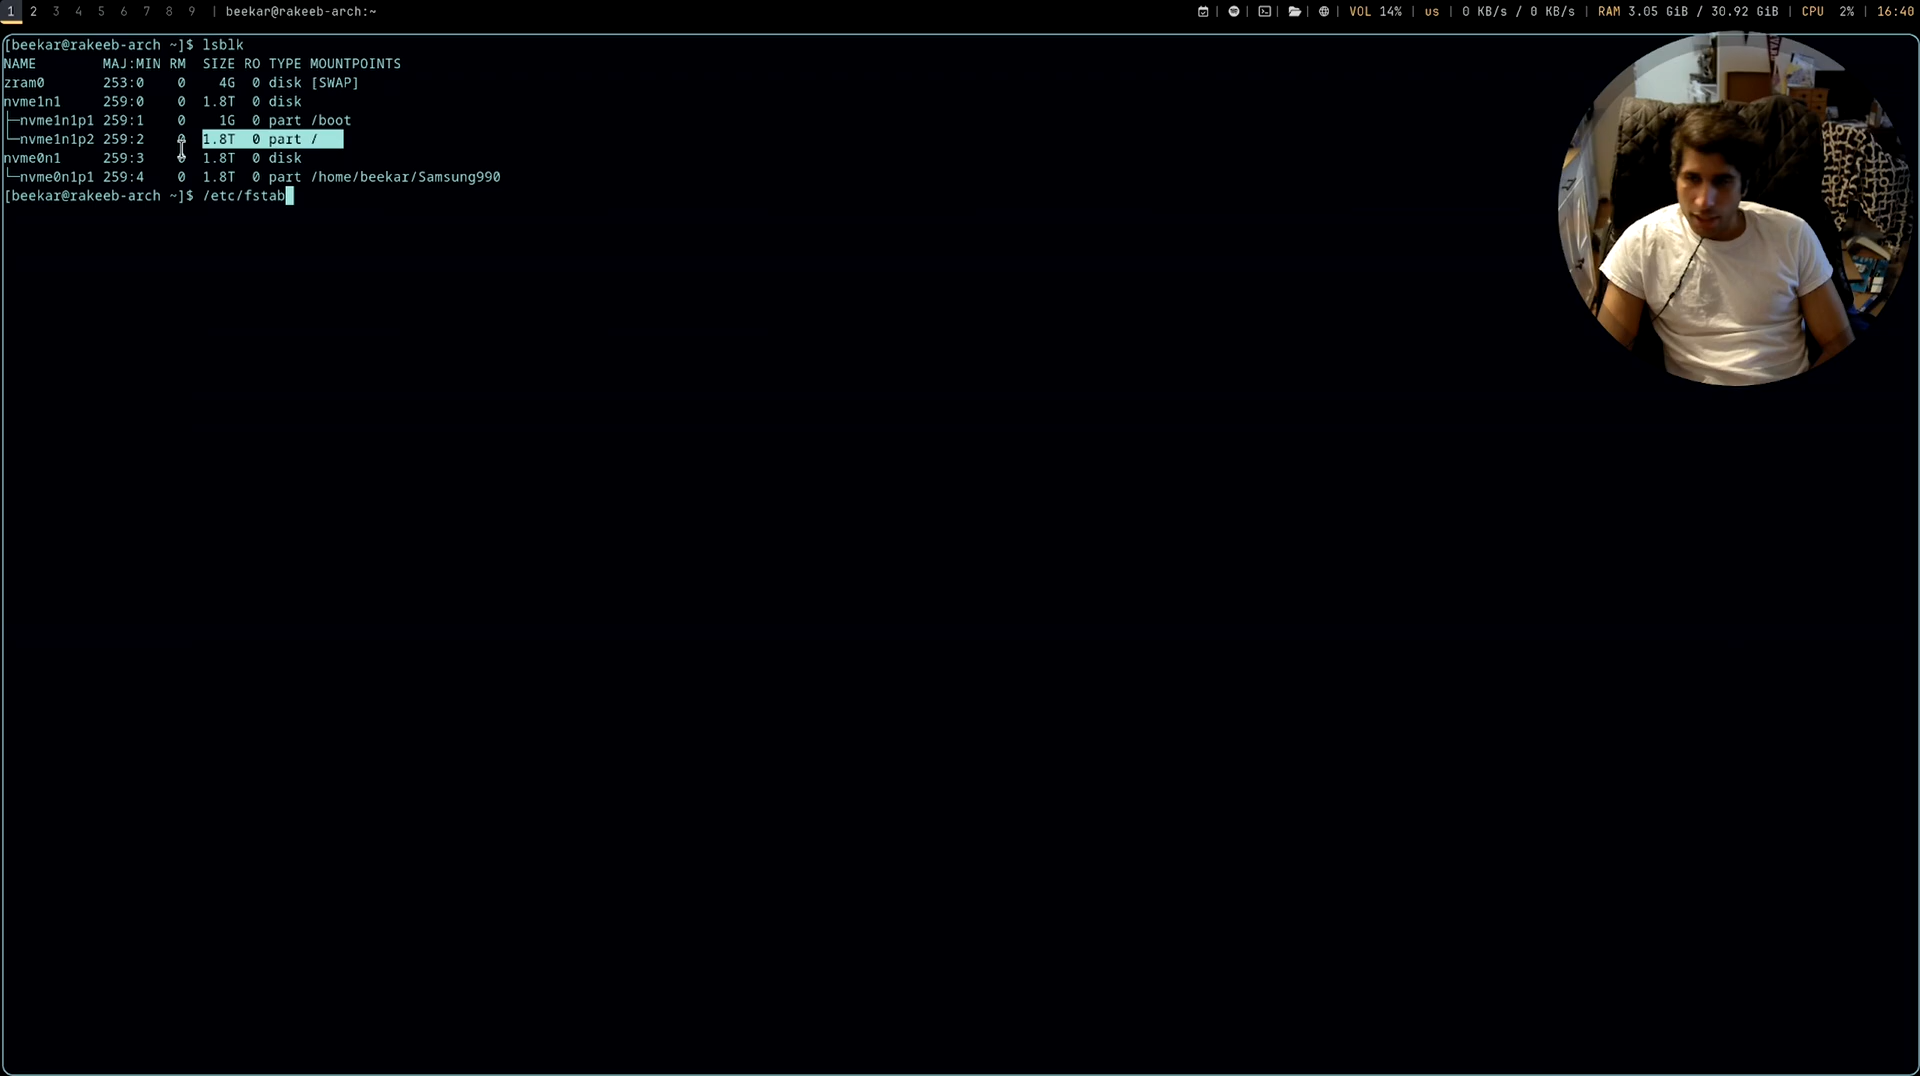 1 2 3 4 5 6 7 8 9 | beekar@rakeeb-arch:~ | | | | | VOL 14% | us | 0 KB/s / 0 KB/s | RAM 3.05 GiB / 30.92 GiB | CPU 2% | 16:40
[beekar@rakeeb-arch ~]$ lsblk
NAME MAJ:MIN RM SIZE RO TYPE MOUNTPOINTS
zram0 253:0 0 4G 0 disk [SWAP]
nvme1n1 259:0 0 1.8T 0 disk
├─nvme1n1p1 259:1 0 1G 0 part /boot
└─nvme1n1p2 259:2 0 1.8T 0 part /
nvme0n1 259:3 0 1.8T 0 disk
└─nvme0n1p1 259:4 0 1.8T 0 part /home/beekar/Samsung990
[beekar@rakeeb-arch ~]$ /etc/fstab